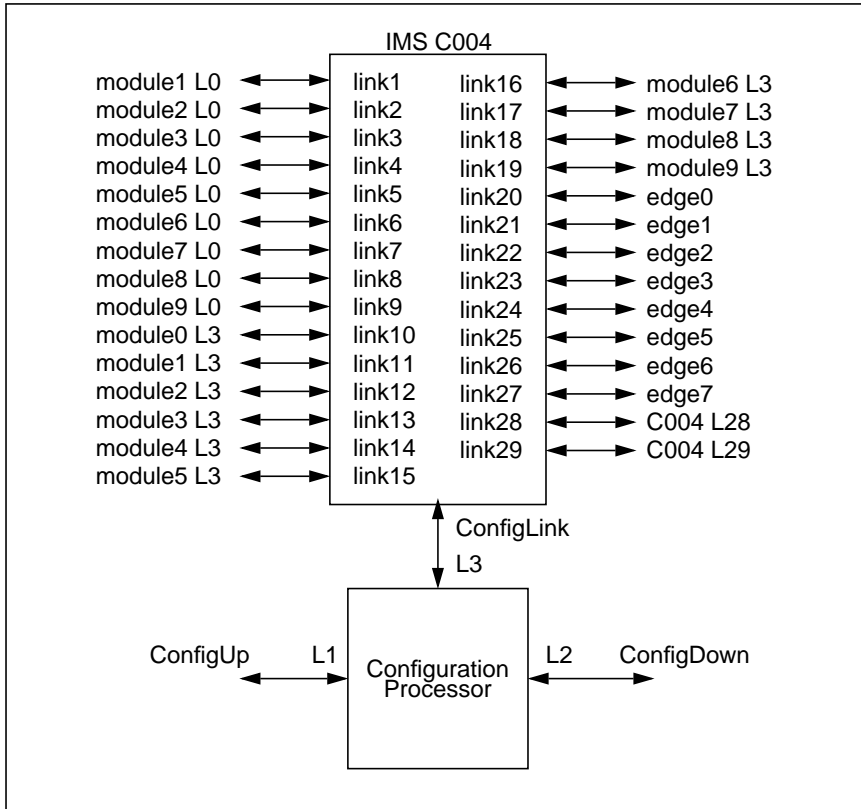 IMS C004
module1 L0 link1 link16 module6 L3
module2 L0 link2 link17 module7 L3
module3 L0 link3 link18 module8 L3
module4 L0 link4 link19 module9 L3
module5 L0 link5 link20 edge0
module6 L0 link6 link21 edge1
module7 L0 link7 link22 edge2
module8 L0 link8 link23 edge3
module9 L0 link9 link24 edge4
module0 L3 link10 link25 edge5
module1 L3 link11 link26 edge6
module2 L3 link12 link27 edge7
module3 L3 link13 link28 C004 L28
module4 L3 link14 link29 C004 L29
module5 L3 link15
ConfigLink
L3
ConfigUp L1 L2 ConfigDown
Configuration
Processor